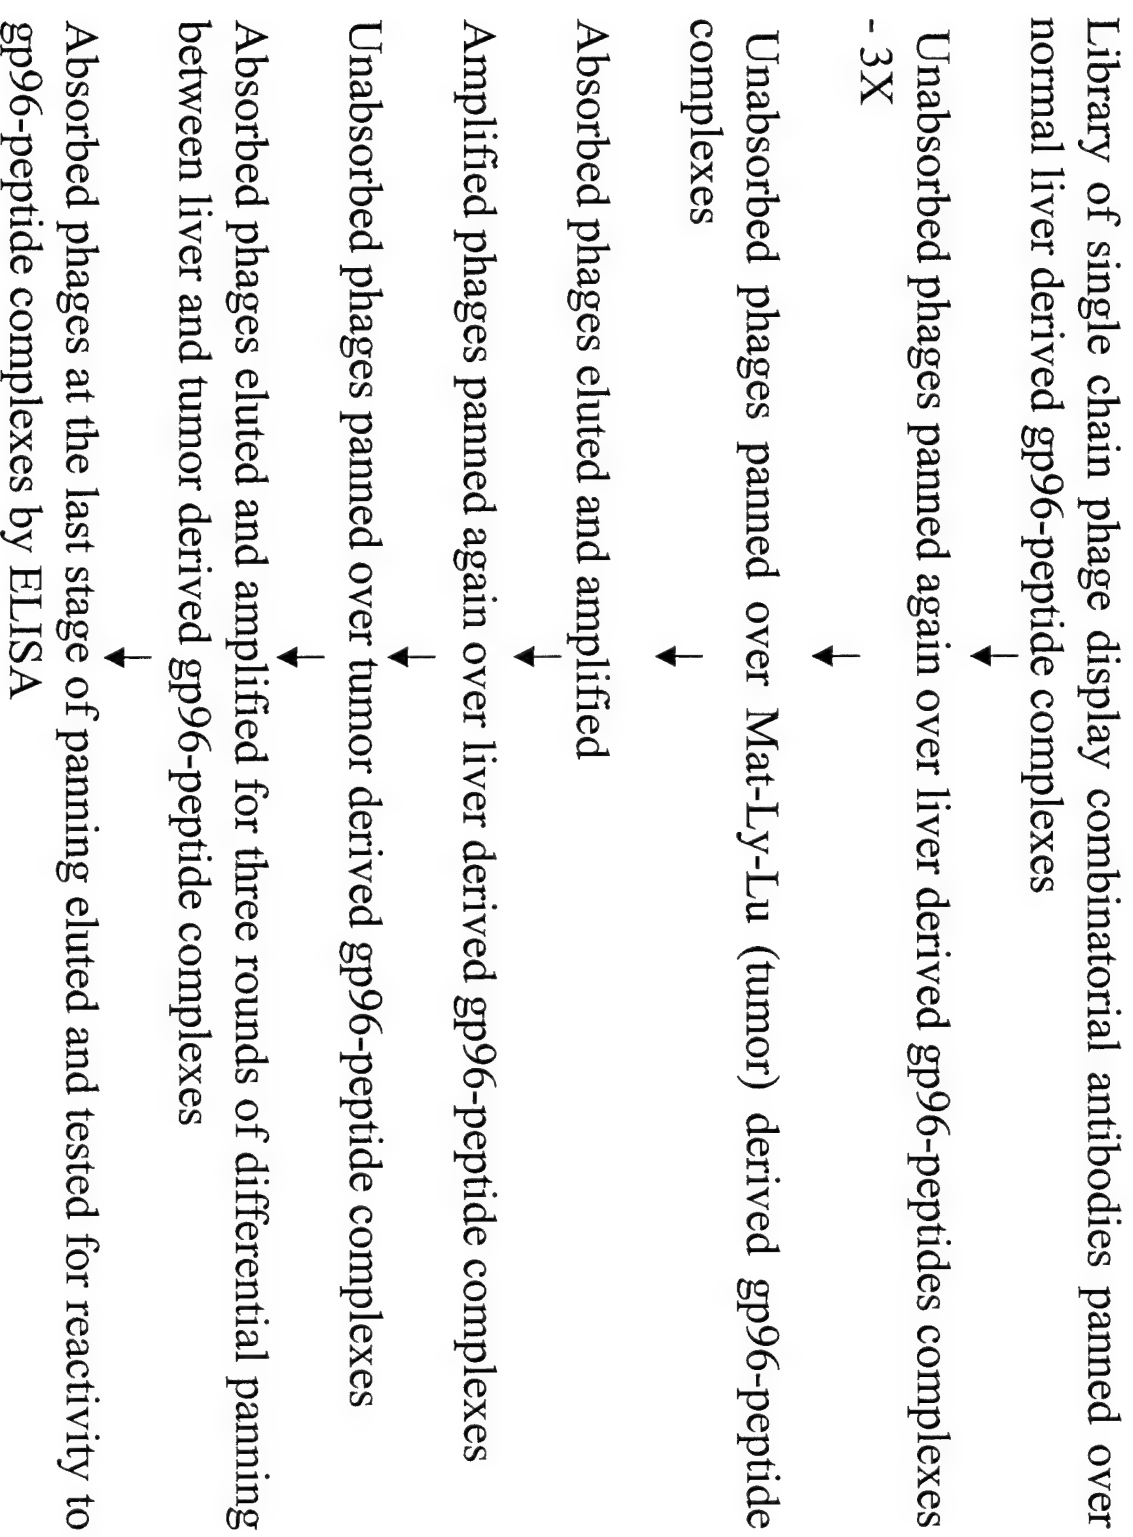 Library of single chain phage display combinatorial antibodies panned over
normal liver derived gp96-peptide complexes
Unabsorbed phages panned again over liver derived gp96-peptides complexes
- 3X
Unabsorbed phages panned over Mat-Ly-Lu (tumor) derived gp96-peptide
complexes
Absorbed phages eluted and amplified
Amplified phages panned again over liver derived gp96-peptide complexes
Unabsorbed phages panned over tumor derived gp96-peptide complexes
Absorbed phages eluted and amplified for three rounds of differential panning
between liver and tumor derived gp96-peptide complexes
Absorbed phages at the last stage of panning eluted and tested for reactivity to
gp96-peptide complexes by ELISA